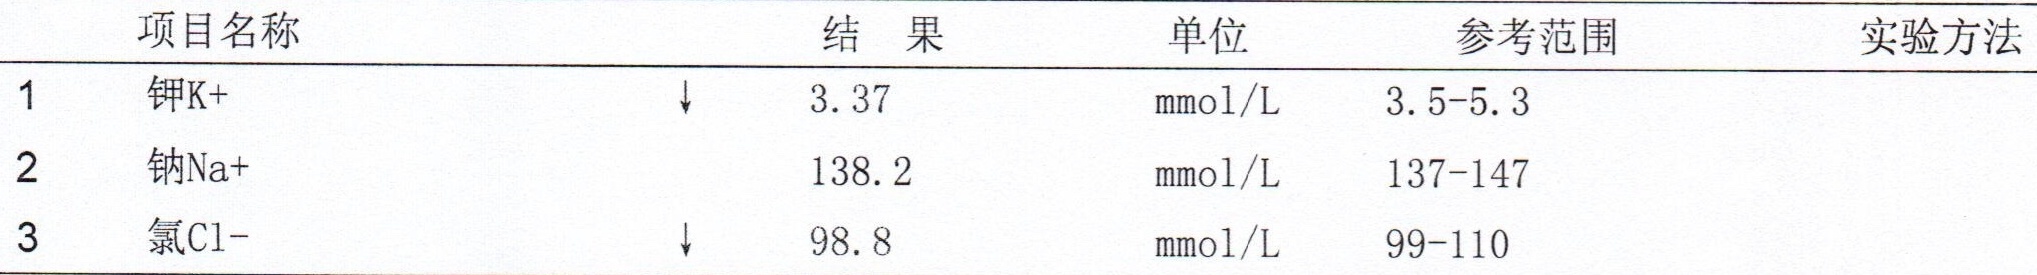 项目名称 结 果 单位 参考范围 实验方法
1 钾K+ ↓ 3.37 mmol/L 3.5-5.3
2 钠Na+ 138.2 mmol/L 137-147
3 氯Cl- ↓ 98.8 mmol/L 99-110